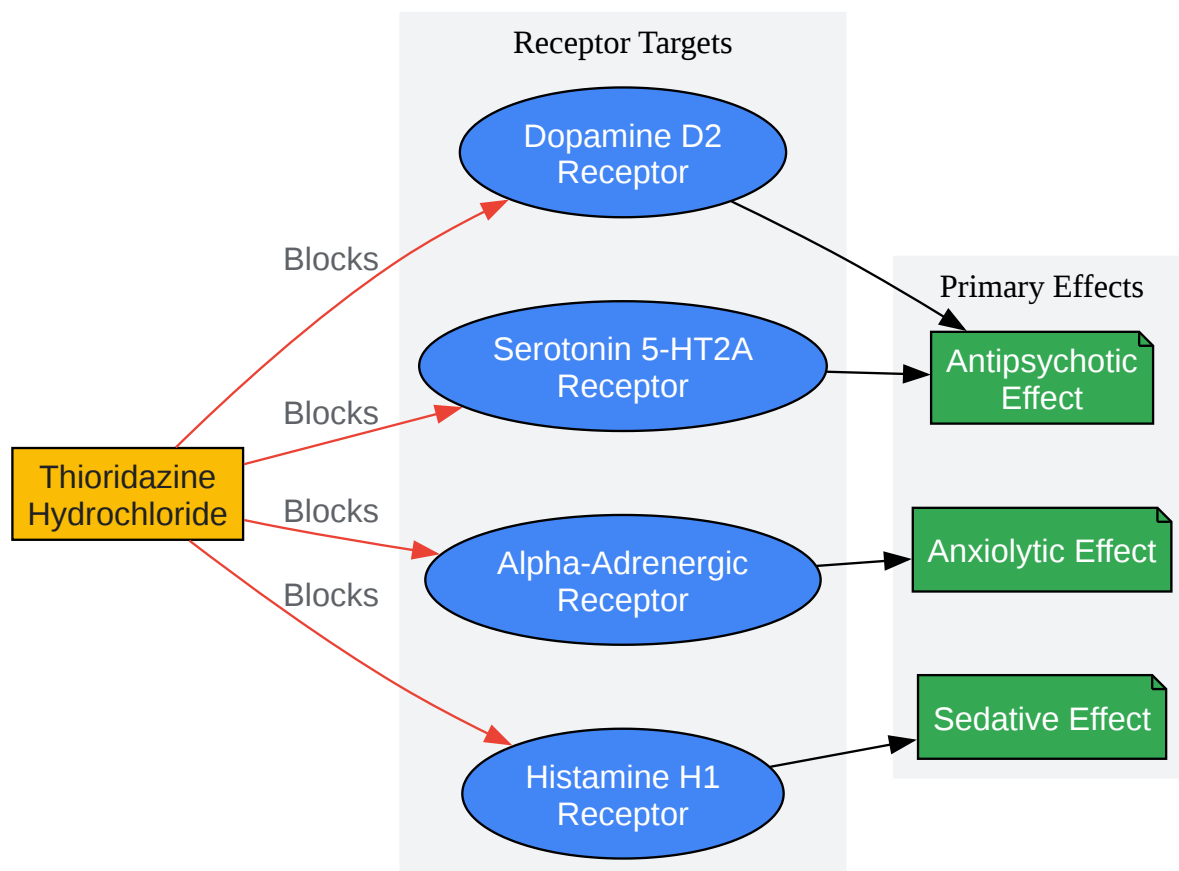 Receptor Targets
Dopamine D2
Receptor
Blocks
Primary Effects
Serotonin 5-HT2A
Receptor
Antipsychotic
Effect
Blocks
Thioridazine
Hydrochloride
Blocks
Alpha-Adrenergic
Receptor
Anxiolytic Effect
Blocks
Sedative Effect
Histamine H1
Receptor